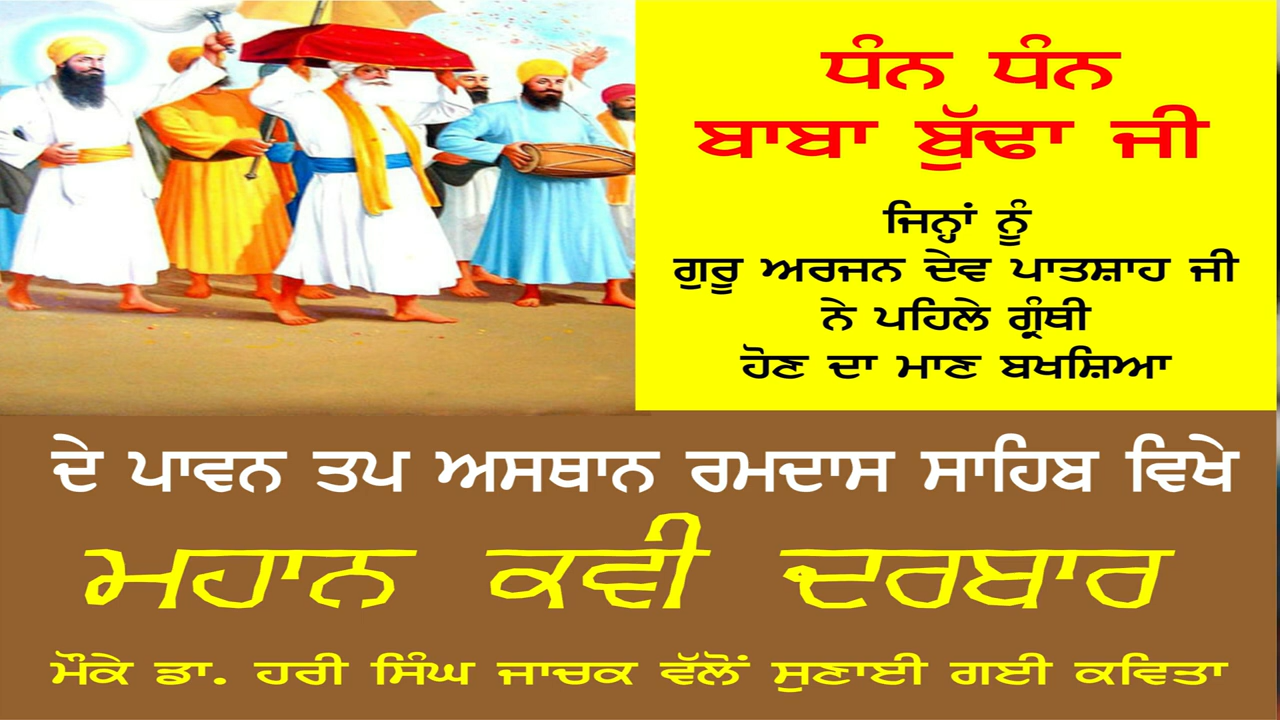 ਧੰਨ ਧੰਨ
ਬਾਬਾ ਬੁੱਢਾ ਜੀ
ਜਿਨ੍ਹਾਂ ਨੂੰ
ਗੁਰੂ ਅਰਜਨ ਦੇਵ ਪਾਤਸ਼ਾਹ ਜੀ
ਨੇ ਪਹਿਲੇ ਗ੍ਰੰਥੀ
ਹੋਣ ਦਾ ਮਾਣ ਬਖਸ਼ਿਆ
ਦੇ ਪਾਵਨ ਤਪ ਅਸਥਾਨ ਰਮਦਾਸ ਸਾਹਿਬ ਵਿਖੇ
ਮਹਾਨ ਕਵੀ ਦਰਬਾਰ
ਮੌਕੇ ਡਾ. ਹਰੀ ਸਿੰਘ ਜਾਚਕ ਵੱਲੋਂ ਸੁਣਾਈ ਗਈ ਕਵਿਤਾ